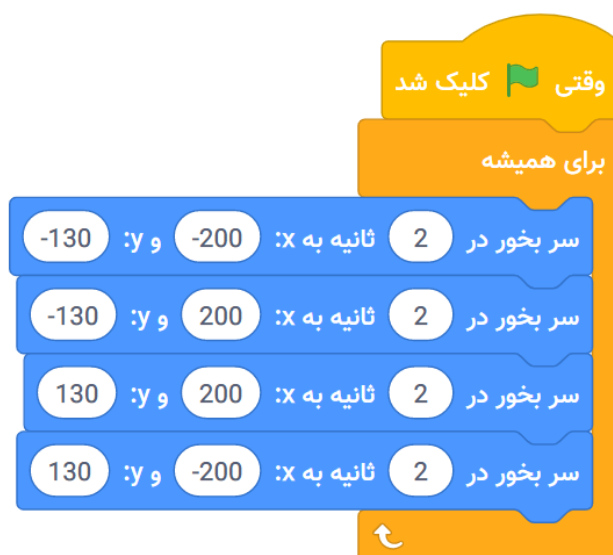 وقتی کلیک شد
برای همیشه
سر بخور در 2 ثانیه به x: -200 و y: -130
سر بخور در 2 ثانیه به x: 200 و y: -130
سر بخور در 2 ثانیه به x: 200 و y: 130
سر بخور در 2 ثانیه به x: -200 و y: 130